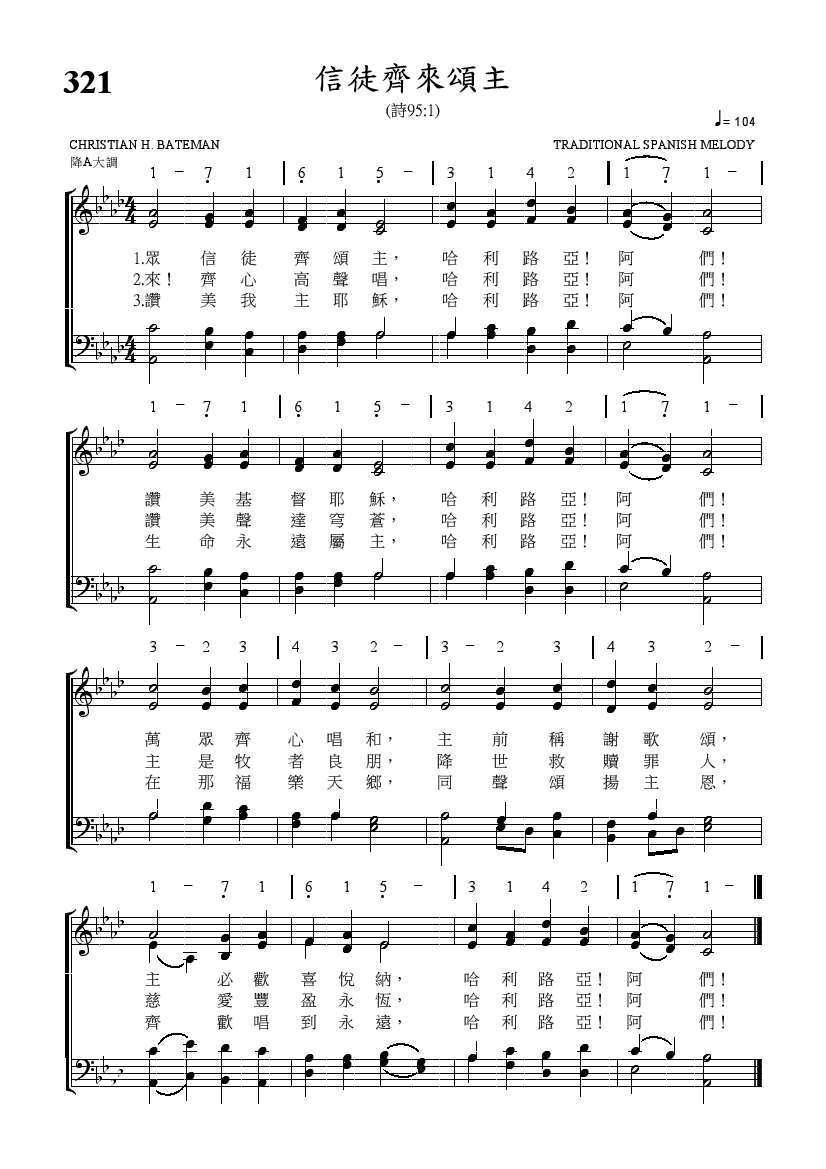 321
信徒齊來頌主
(詩95:1)
♩= 104
CHRISTIAN H. BATEMAN TRADITIONAL SPANISH MELODY
降A大調
1 – 7̣ 1 | 6̣ 1 5̣ – | 3 1 4 2 | 1 7̣ 1 – |
1.眾 信 徒 齊 頌 主， 哈 利 路 亞！ 阿 們！
2.來！ 齊 心 高 聲 唱， 哈 利 路 亞！ 阿 們！
3.讚 美 我 主 耶 穌， 哈 利 路 亞！ 阿 們！
1 – 7̣ 1 | 6̣ 1 5̣ – | 3 1 4 2 | 1 7̣ 1 – |
讚 美 基 督 耶 穌， 哈 利 路 亞！ 阿 們！
讚 美 聲 達 穹 蒼， 哈 利 路 亞！ 阿 們！
生 命 永 遠 屬 主， 哈 利 路 亞！ 阿 們！
3 – 2 3 | 4 3 2 – | 3 – 2 3 | 4 3 2 – |
萬 眾 齊 心 唱 和， 主 前 稱 謝 歌 頌，
主 是 牧 者 良 朋， 降 世 救 贖 罪 人，
在 那 福 樂 天 鄉， 同 聲 頌 揚 主 恩，
1 – 7̣ 1 | 6̣ 1 5̣ – | 3 1 4 2 | 1 7̣ 1 – ‖
主 必 歡 喜 悅 納， 哈 利 路 亞！ 阿 們！
慈 愛 豐 盈 永 恆， 哈 利 路 亞！ 阿 們！
齊 歡 唱 到 永 遠， 哈 利 路 亞！ 阿 們！